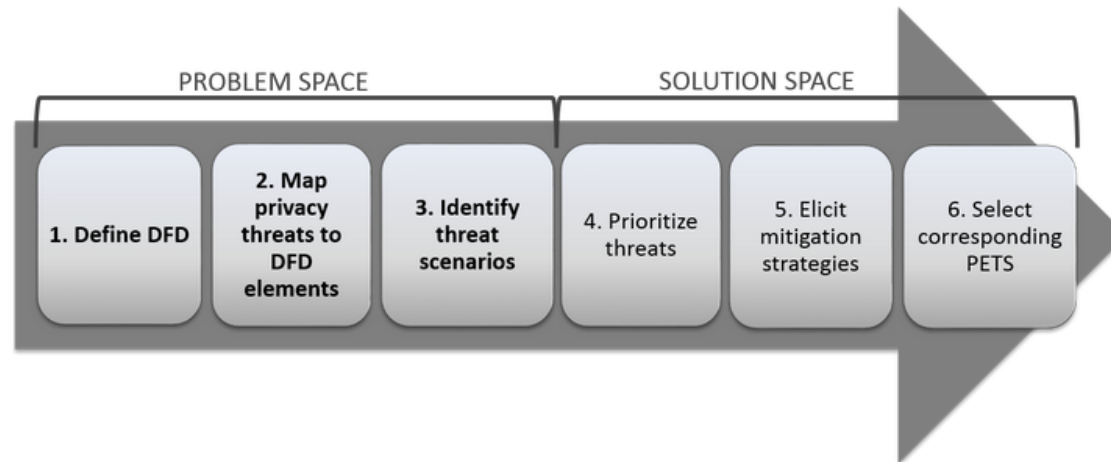 PROBLEM SPACE
SOLUTION SPACE
1. Define DFD
2. Map
privacy
threats to
DFD
elements
3. Identify
threat
scenarios
4. Prioritize
threats
5. Elicit
mitigation
strategies
6. Select
corresponding
PETS